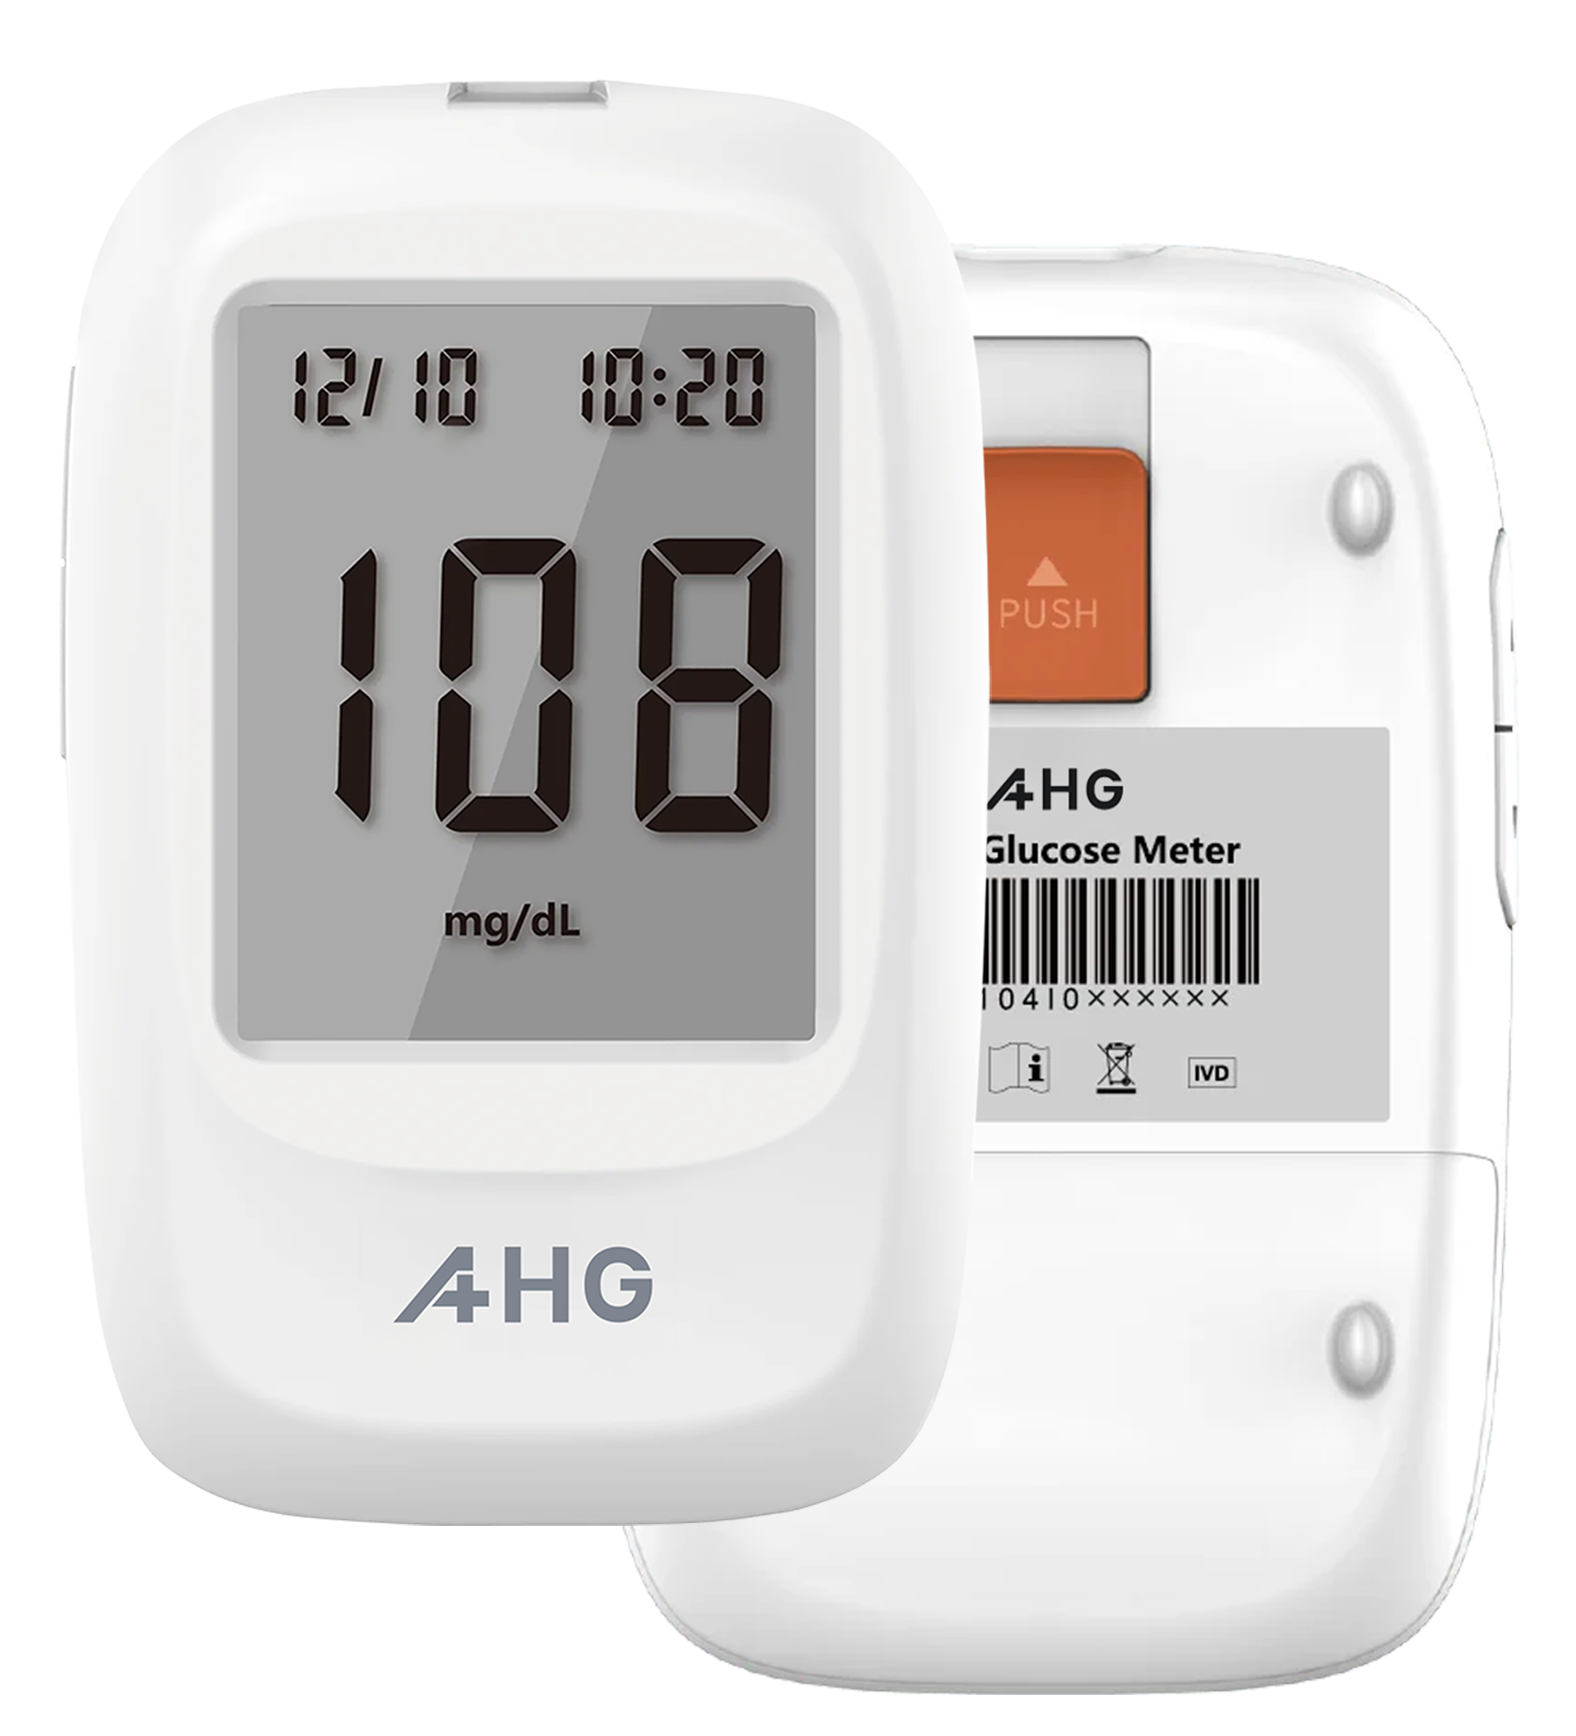 12/10 10:20
108
mg/dL
AHG
PUSH
AHG
Glucose Meter
10410××××××
i
IVD